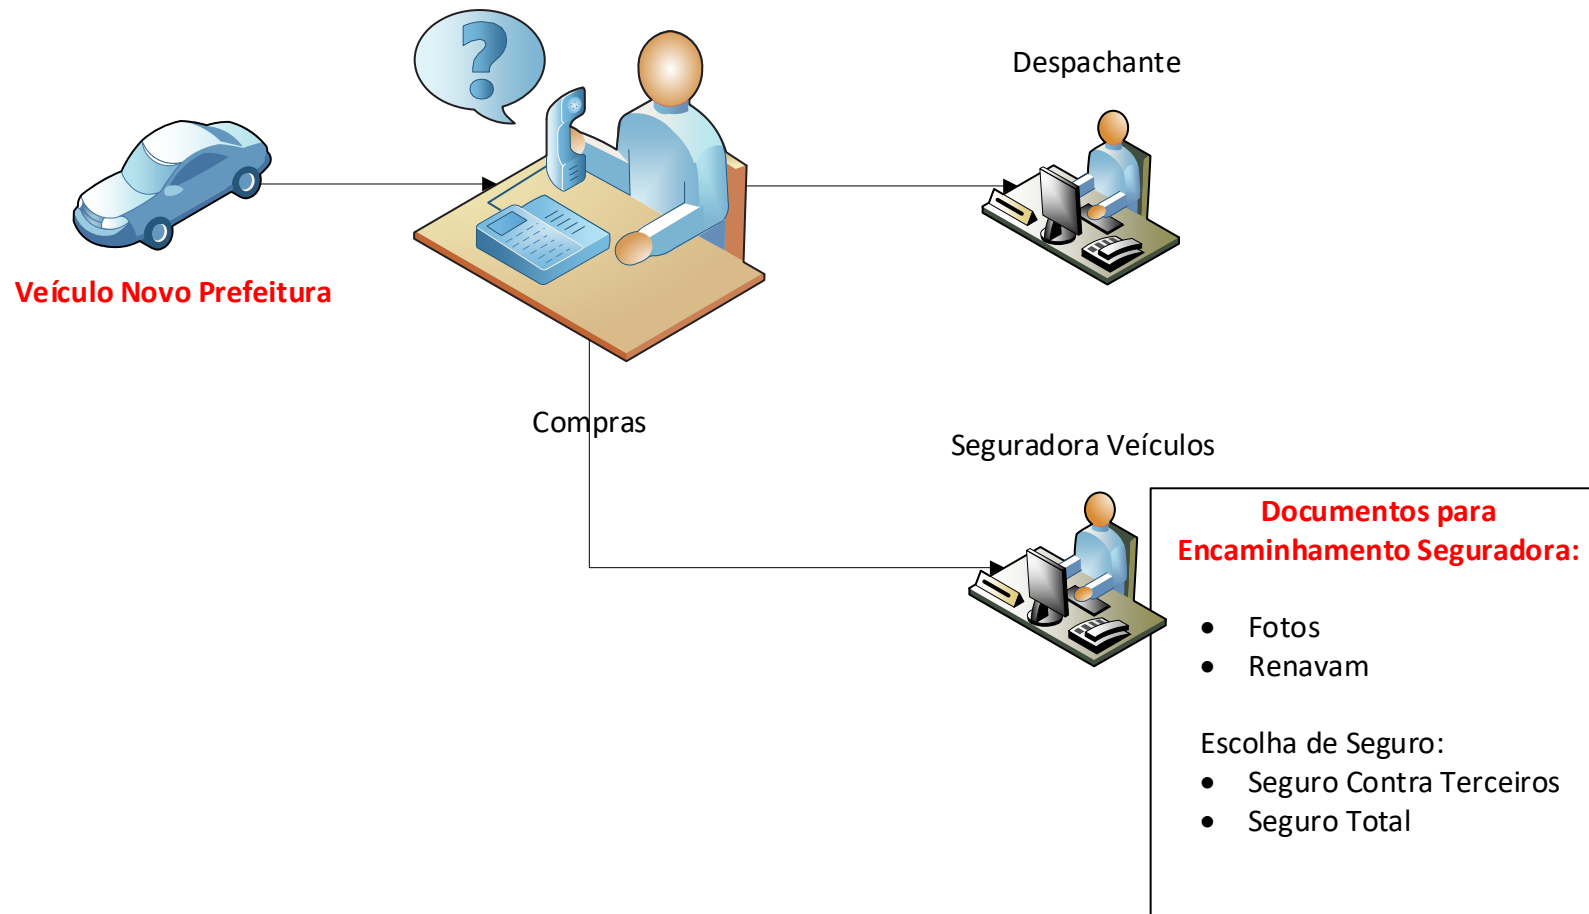 Despachante
Veículo Novo Prefeitura
Compras
Seguradora Veículos
Documentos para
Encaminhamento Seguradora:
• Fotos
• Renavam
Escolha de Seguro:
• Seguro Contra Terceiros
• Seguro Total